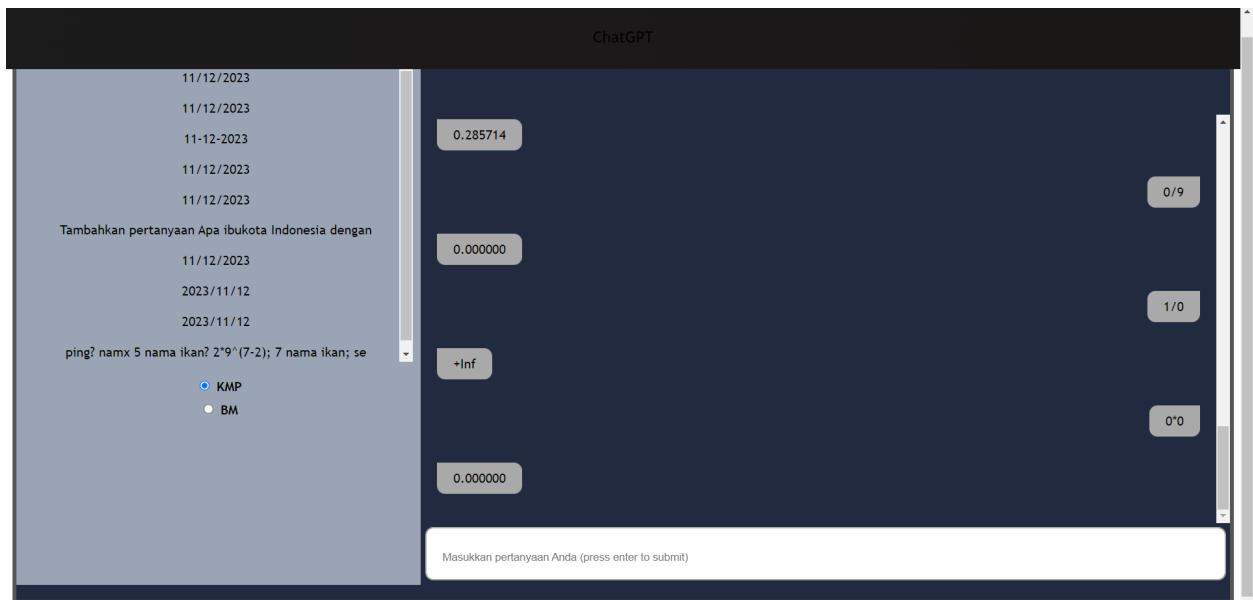 ChatGPT
11/12/2023
11/12/2023
11-12-2023
11/12/2023
11/12/2023
Tambahkan pertanyaan Apa ibukota Indonesia dengan
11/12/2023
2023/11/12
2023/11/12
ping? namx 5 nama ikan? 2*9^(7-2); 7 nama ikan; se
KMP
BM
0.285714
0/9
0.000000
1/0
+Inf
0*0
0.000000
Masukkan pertanyaan Anda (press enter to submit)